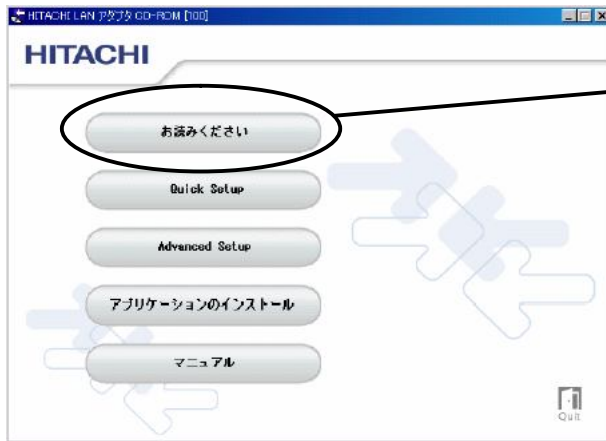 HITACHI LAN アダプタ CD-ROM [100]
HITACHI
お読みください
Quick Setup
Advanced Setup
アプリケーションのインストール
マニュアル
Quit